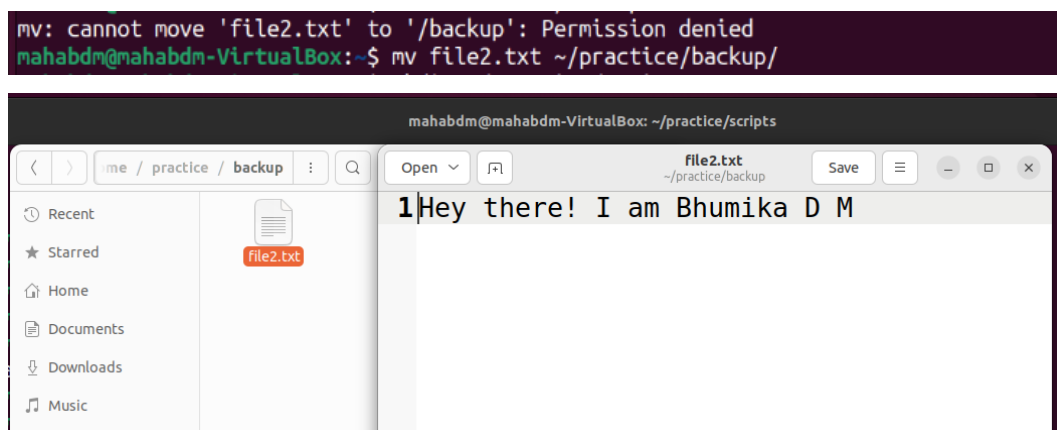 mv: cannot move 'file2.txt' to '/backup': Permission denied
mahabdm@mahabdm-VirtualBox:~$ mv file2.txt ~/practice/backup/
mahabdm@mahabdm-VirtualBox: ~/practice/scripts
me / practice / backup
Open
file2.txt
~/practice/backup
Save
1 Hey there! I am Bhumika D M
Recent
Starred
Home
Documents
Downloads
Music
file2.txt